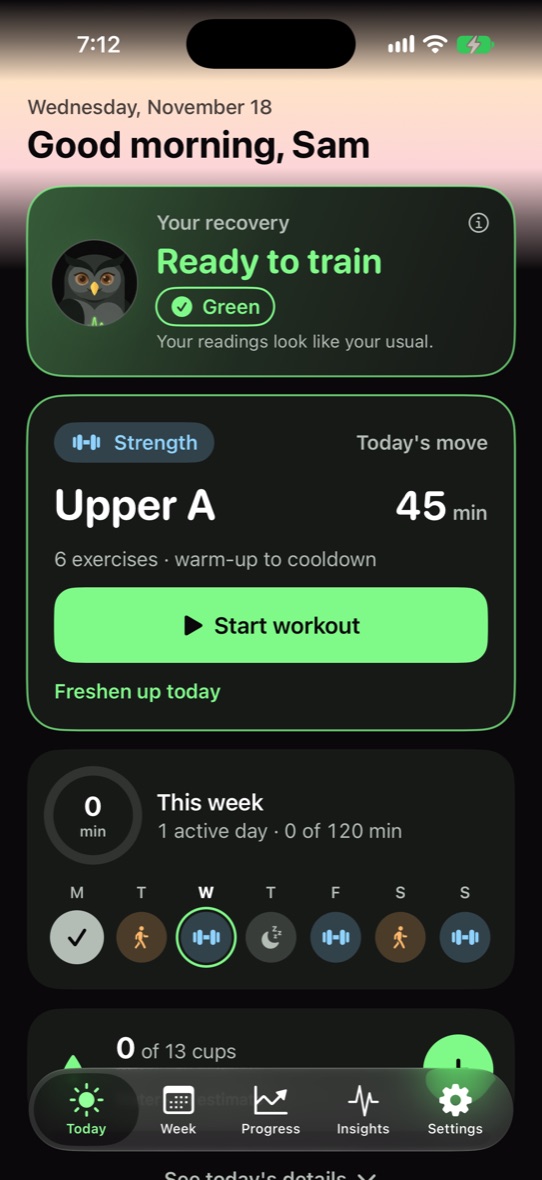 7:12
Wednesday, November 18
Good morning, Sam
Your recovery
Ready to train
Green
Your readings look like your usual.
Strength
Today's move
Upper A
45 min
6 exercises · warm-up to cooldown
Start workout
Freshen up today
0
min
This week
1 active day · 0 of 120 min
M T W T F S S
0 of 13 cups
Today
Week
Progress
Insights
Settings
See today's details